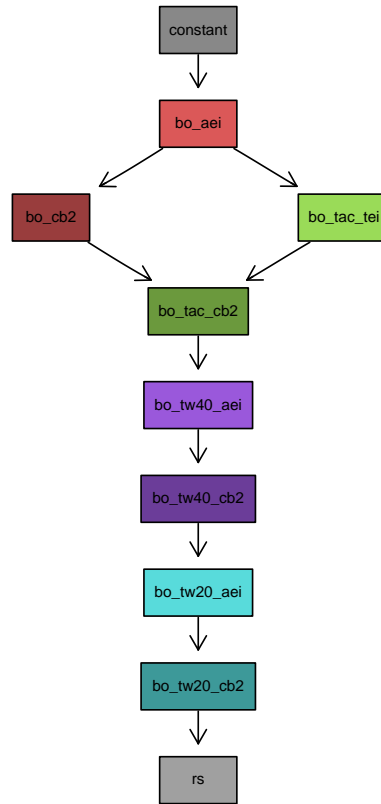 constant
bo_aei
bo_cb2
bo_tac_tei
bo_tac_cb2
bo_tw40_aei
bo_tw40_cb2
bo_tw20_aei
bo_tw20_cb2
rs